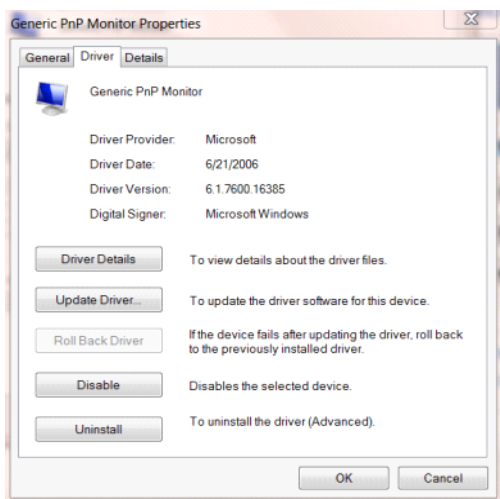 Generic PnP Monitor Properties
General Driver Details
Generic PnP Monitor
Driver Provider: Microsoft
Driver Date: 6/21/2006
Driver Version: 6.1.7600.16385
Digital Signer: Microsoft Windows
Driver Details To view details about the driver files.
Update Driver... To update the driver software for this device.
Roll Back Driver If the device fails after updating the driver, roll back
to the previously installed driver.
Disable Disables the selected device.
Uninstall To uninstall the driver (Advanced).
OK Cancel